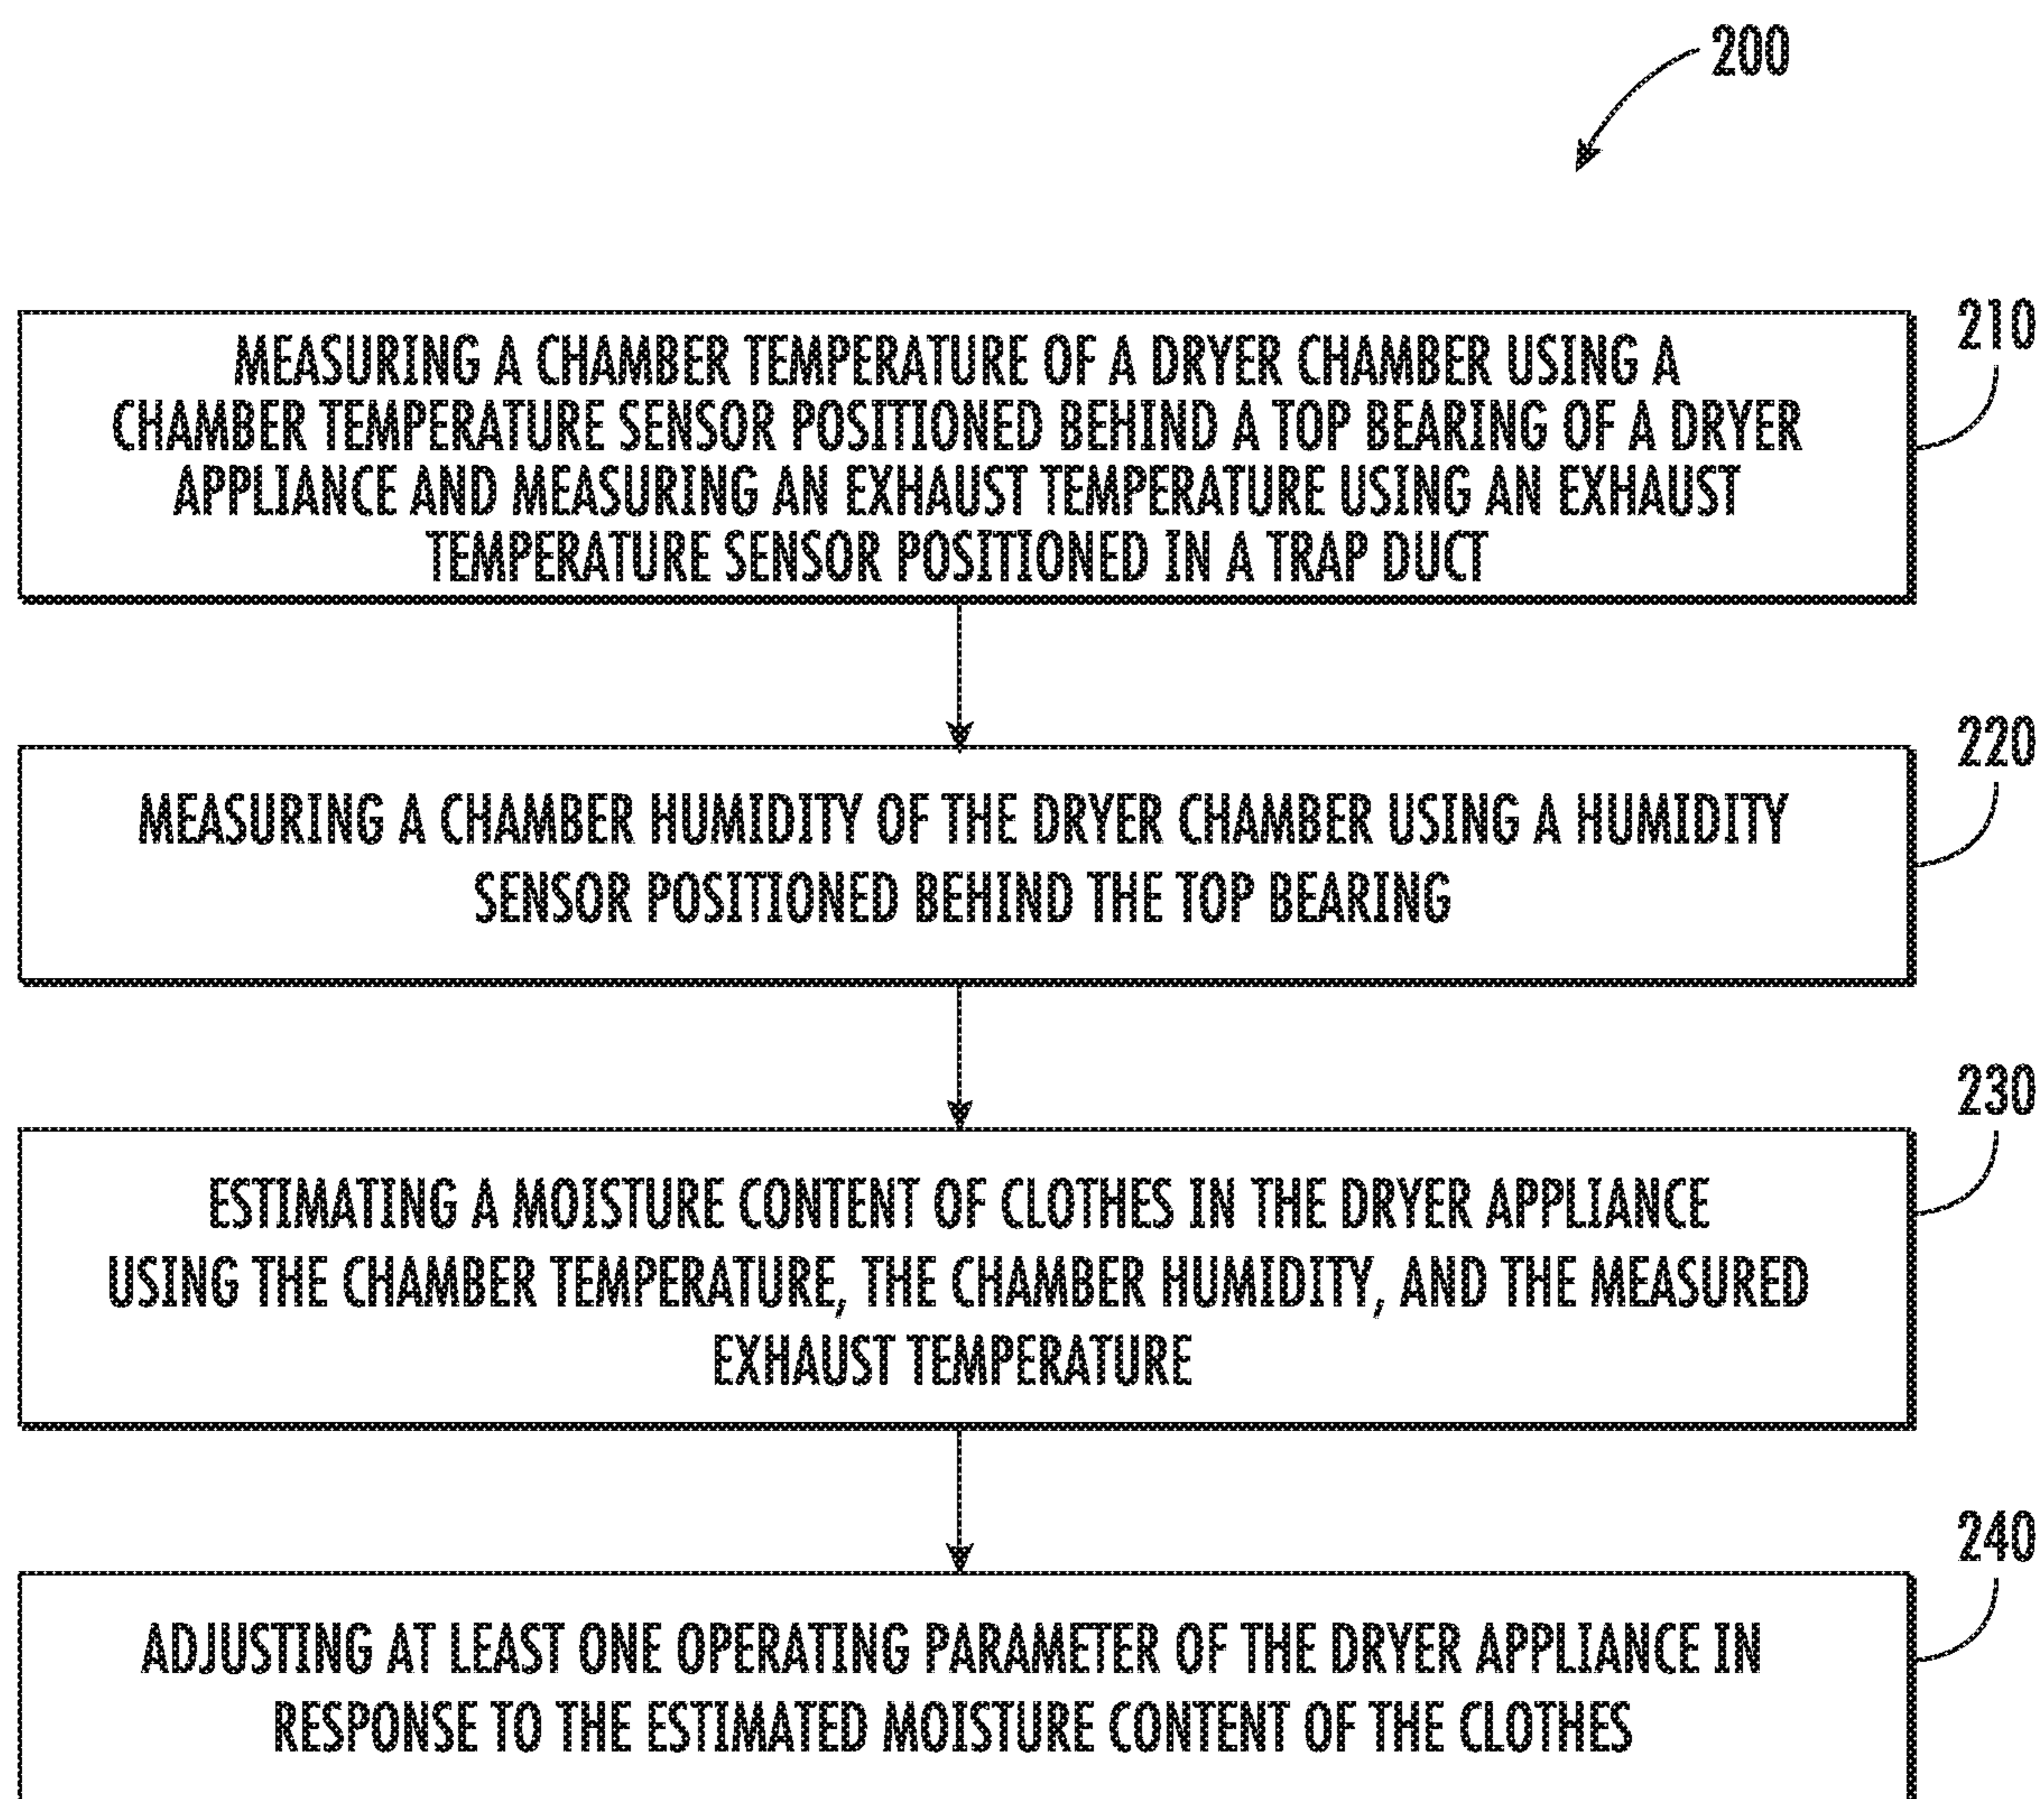 200
210
MEASURING A CHAMBER TEMPERATURE OF A DRYER CHAMBER USING A
CHAMBER TEMPERATURE SENSOR POSITIONED BEHIND A TOP BEARING OF A DRYER
APPLIANCE AND MEASURING AN EXHAUST TEMPERATURE USING AN EXHAUST
TEMPERATURE SENSOR POSITIONED IN A TRAP DUCT
220
MEASURING A CHAMBER HUMIDITY OF THE DRYER CHAMBER USING A HUMIDITY
SENSOR POSITIONED BEHIND THE TOP BEARING
230
ESTIMATING A MOISTURE CONTENT OF CLOTHES IN THE DRYER APPLIANCE
USING THE CHAMBER TEMPERATURE, THE CHAMBER HUMIDITY, AND THE MEASURED
EXHAUST TEMPERATURE
240
ADJUSTING AT LEAST ONE OPERATING PARAMETER OF THE DRYER APPLIANCE IN
RESPONSE TO THE ESTIMATED MOISTURE CONTENT OF THE CLOTHES